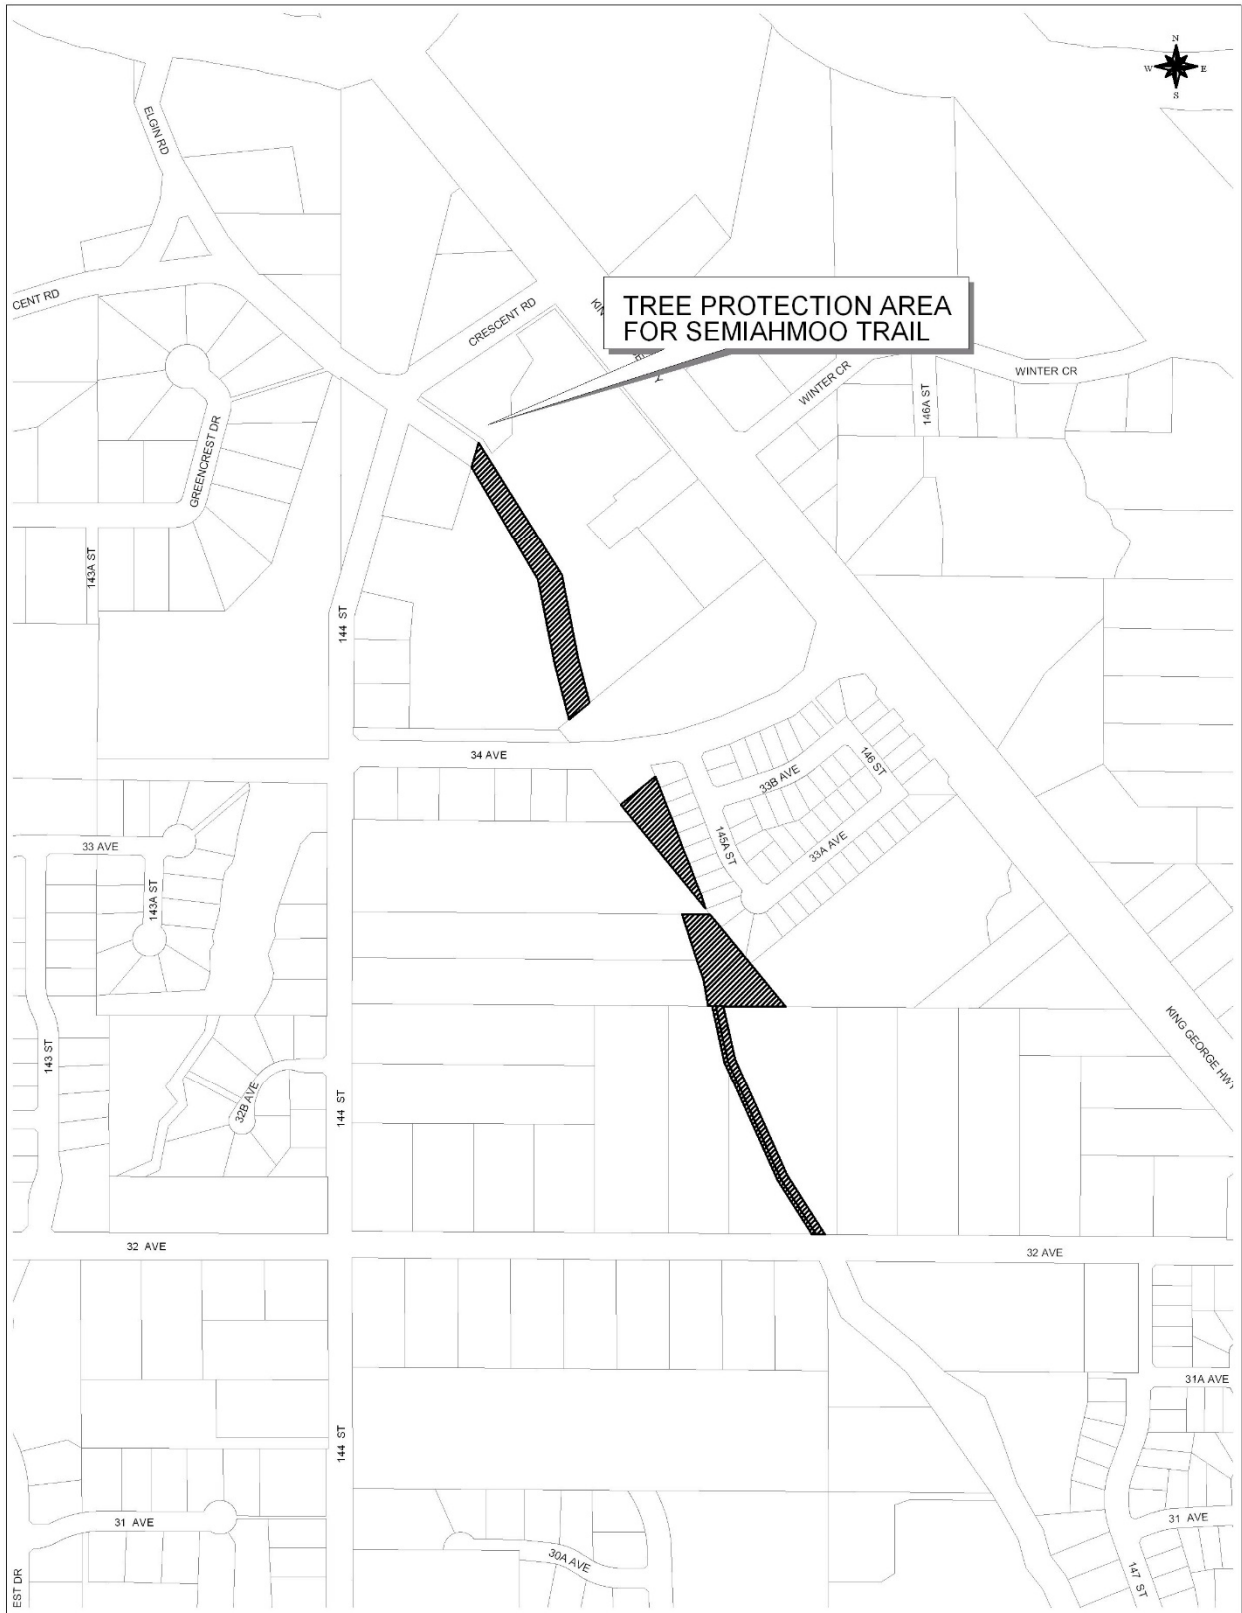 N
W E
S
ELGIN RD
CENT RD
CRESCENT RD
TREE PROTECTION AREA
FOR SEMIAHMOO TRAIL
WINTER CR
WINTER CR
146A ST
GREENCREST DR
143A ST
144 ST
34 AVE
146 ST
33B AVE
145A ST
33A AVE
33 AVE
143A ST
KING GEORGE HWY
143 ST
32B AVE
144 ST
32 AVE
32 AVE
31A AVE
144 ST
31 AVE
31 AVE
30A AVE
147 ST
EST DR